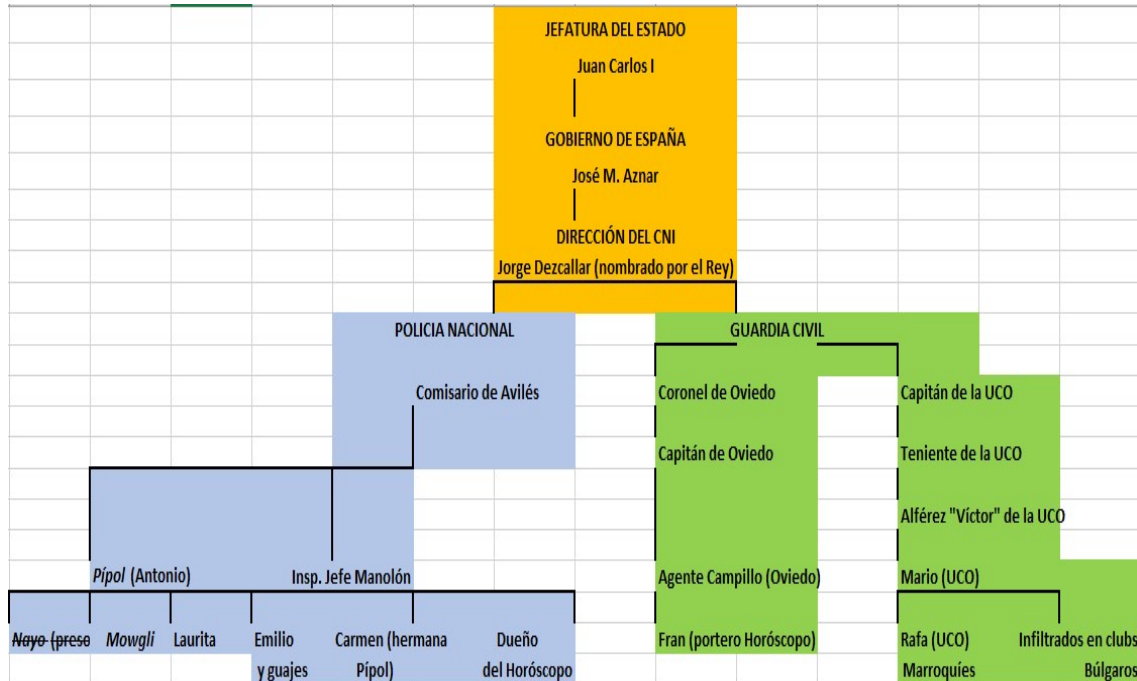 JEFATURA DEL ESTADO
Juan Carlos I
GOBIERNO DE ESPAÑA
José M. Aznar
DIRECCIÓN DEL CNI
Jorge Dezcallar (nombrado por el Rey)
POLICIA NACIONAL
GUARDIA CIVIL
Comisario de Avilés
Coronel de Oviedo
Capitán de la UCO
Capitán de Oviedo
Teniente de la UCO
Alférez "Víctor" de la UCO
Pípol (Antonio)
Insp. Jefe Manolón
Agente Campillo (Oviedo)
Mario (UCO)
Nayo (preso
Mowgli
Laurita
Emilio
y guajes
Carmen (hermana
Pípol)
Dueño
del Horóscopo
Fran (portero Horóscopo)
Rafa (UCO)
Marroquíes
Infiltrados en clubs
Búlgaros